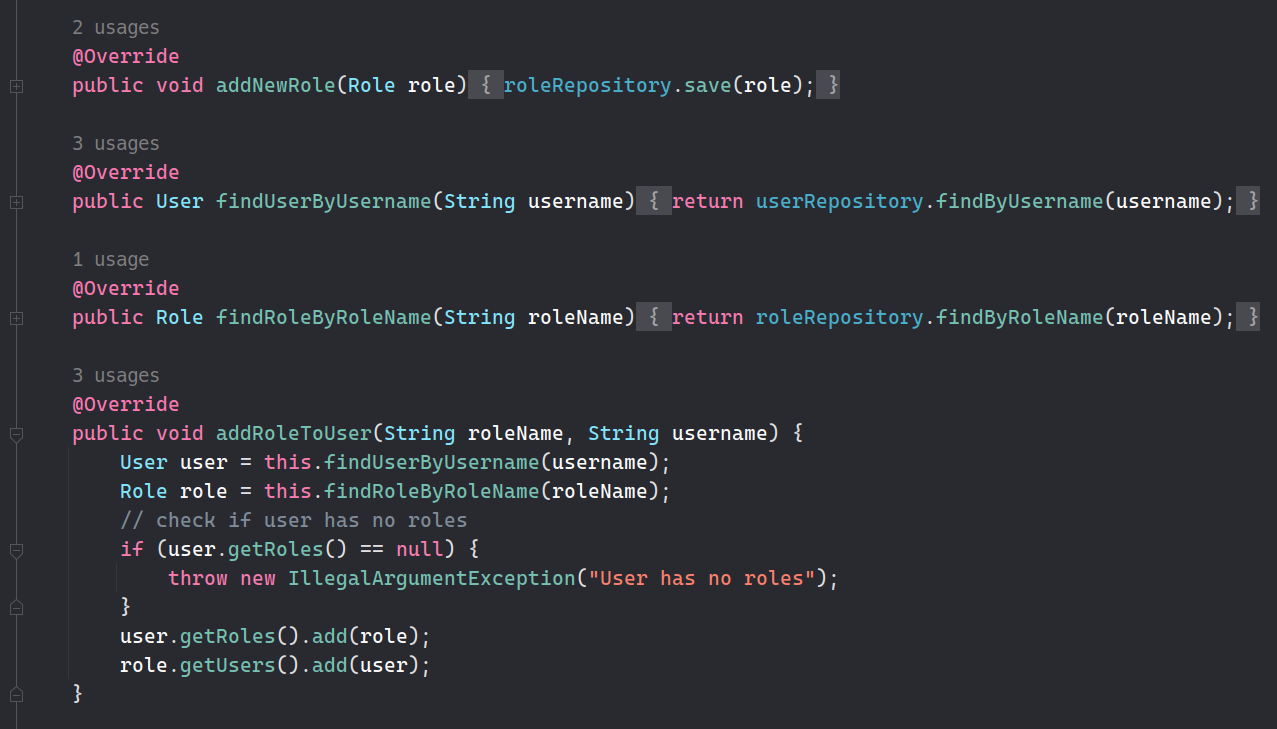 2 usages
@Override
public void addNewRole(Role role) { roleRepository.save(role); }
3 usages
@Override
public User findUserByUsername(String username) { return userRepository.findByUsername(username); }
1 usage
@Override
public Role findRoleByRoleName(String roleName) { return roleRepository.findByRoleName(roleName); }
3 usages
@Override
public void addRoleToUser(String roleName, String username) {
User user = this.findUserByUsername(username);
Role role = this.findRoleByRoleName(roleName);
// check if user has no roles
if (user.getRoles() == null) {
throw new IllegalArgumentException("User has no roles");
}
user.getRoles().add(role);
role.getUsers().add(user);
}